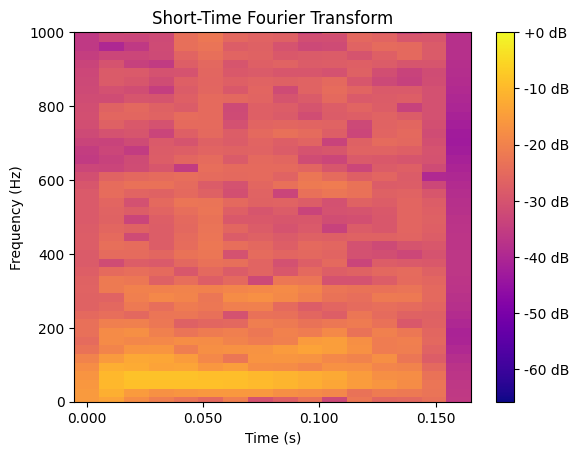 Short-Time Fourier Transform
Frequency (Hz)
1000
800
600
400
200
0
0.000
0.050
0.100
0.150
Time (s)
+0 dB
-10 dB
-20 dB
-30 dB
-40 dB
-50 dB
-60 dB